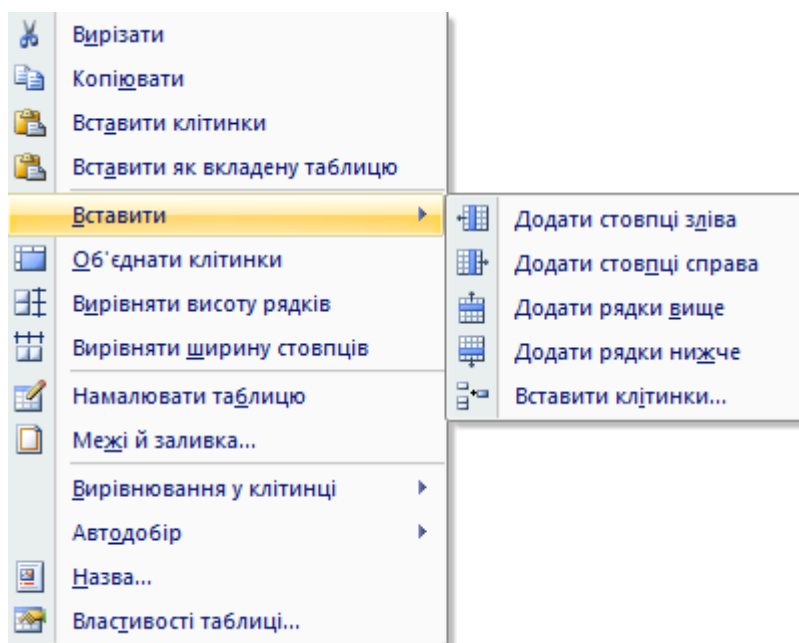 Вирізати
Копіювати
Вставити клітинки
Вставити як вкладену таблицю
Вставити
Об'єднати клітинки
Вирівняти висоту рядків
Вирівняти ширину стовпців
Намалювати таблицю
Межі й заливка...
Вирівнювання у клітинці
Автодобір
Назва...
Властивості таблиці...
Додати стовпці зліва
Додати стовпці справа
Додати рядки вище
Додати рядки нижче
Вставити клітинки...